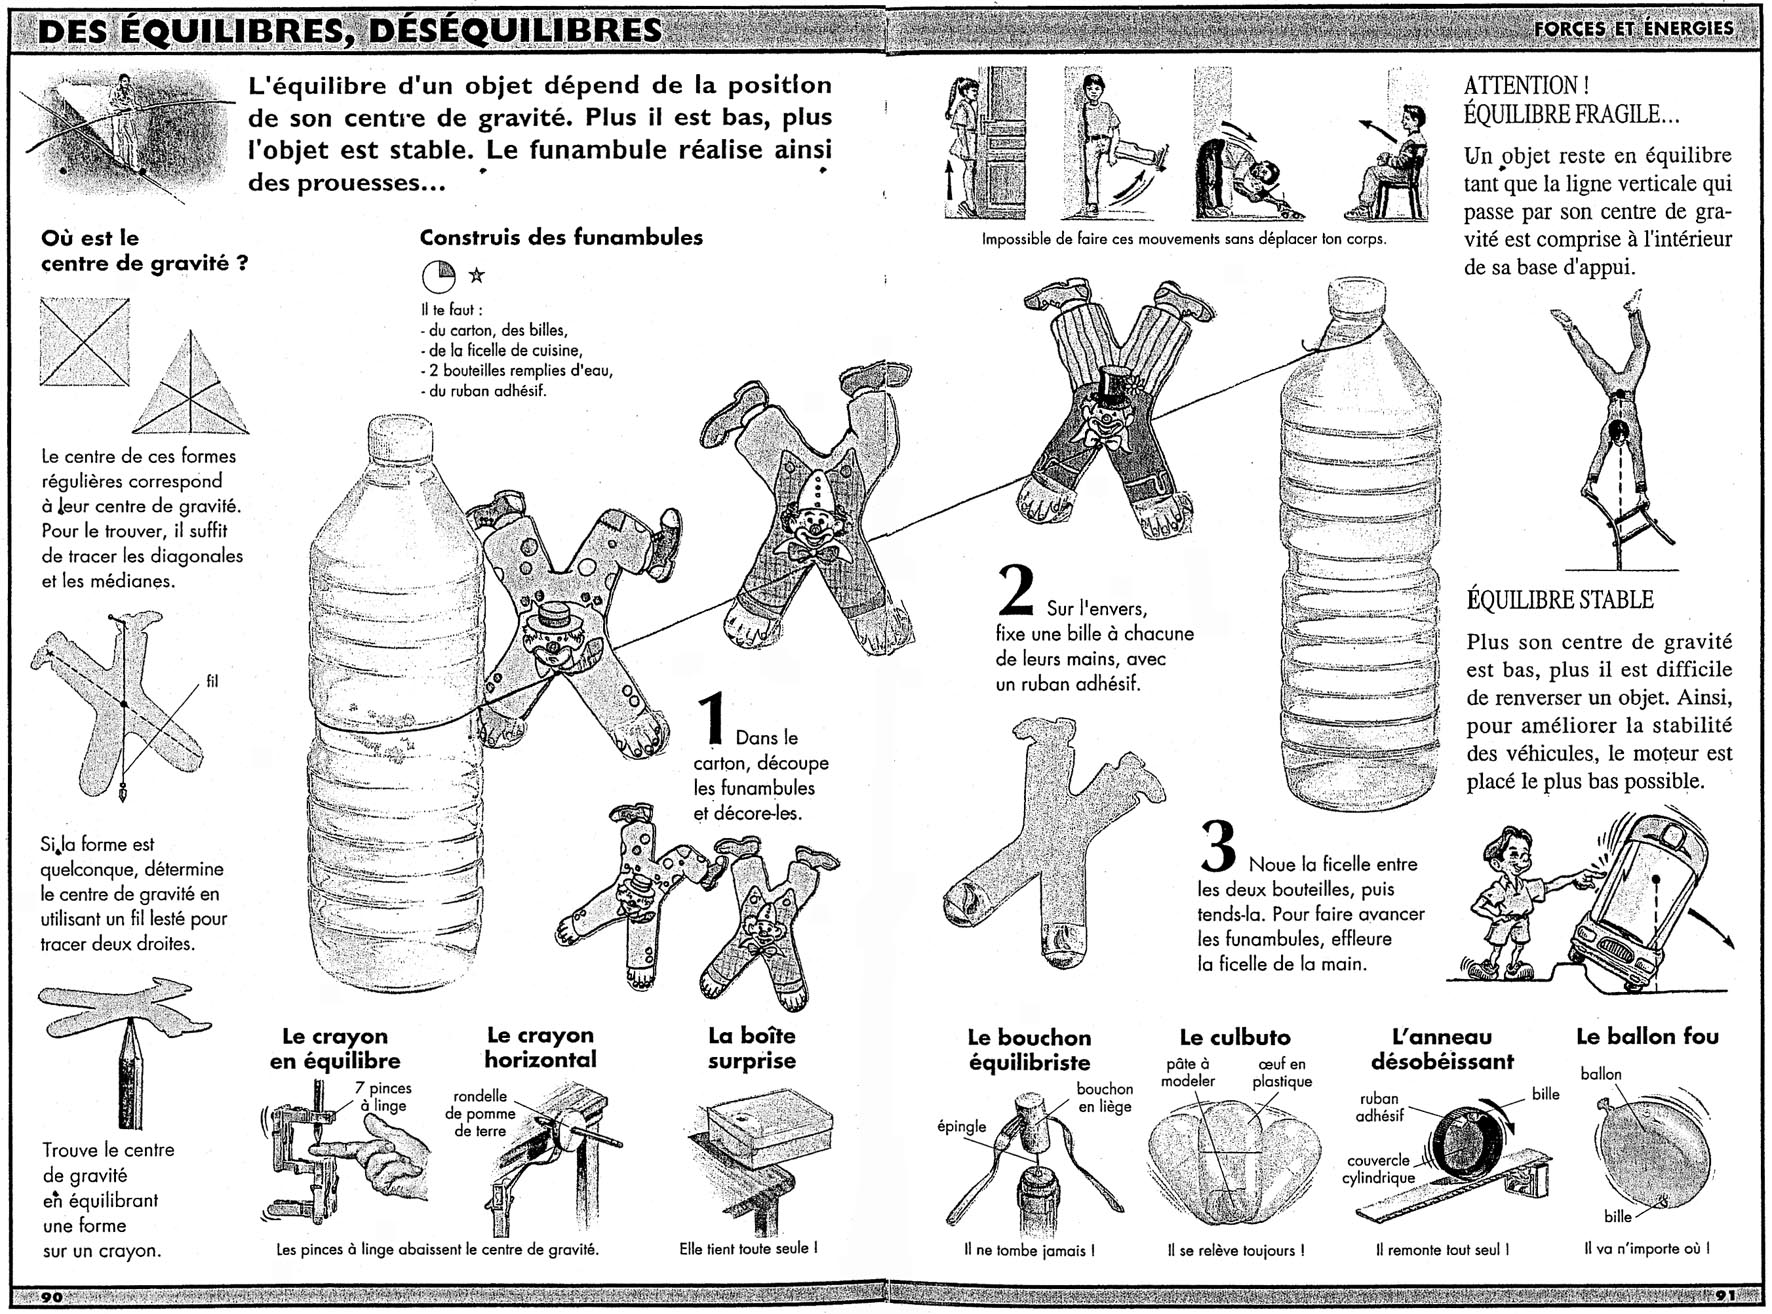 DES ÉQUILIBRES, DÉSÉQUILIBRES
L'équilibre d'un objet dépend de la position
de son centre de gravité. Plus il est bas, plus
l'objet est stable. Le funambule réalise ainsi
des prouesses...
Où est le
centre de gravité ?
Le centre de ces formes
régulières correspond
à leur centre de gravité.
Pour le trouver, il suffit
de tracer les diagonales
et les médianes.
fil
Si la forme est
quelconque, détermine
le centre de gravité en
utilisant un fil lesté pour
tracer deux droites.
Trouve le centre
de gravité
en équilibrant
une forme
sur un crayon.
Construis des funambules
Il te faut :
- du carton, des billes,
- de la ficelle de cuisine,
- 2 bouteilles remplies d'eau,
- du ruban adhésif.
1 Dans le
carton, découpe
les funambules
et décore-les.
Le crayon
en équilibre
7 pinces
à linge
Le crayon
horizontal
rondelle
de pomme
de terre
Les pinces à linge abaissent le centre de gravité.
La boîte
surprise
Elle tient toute seule !
90
FORCES ET ÉNERGIES
Impossible de faire ces mouvements sans déplacer ton corps.
2 Sur l'envers,
fixe une bille à chacune
de leurs mains, avec
un ruban adhésif.
3 Noue la ficelle entre
les deux bouteilles, puis
tends-la. Pour faire avancer
les funambules, effleure
la ficelle de la main.
ATTENTION !
ÉQUILIBRE FRAGILE...
Un objet reste en équilibre
tant que la ligne verticale qui
passe par son centre de gra-
vité est comprise à l'intérieur
de sa base d'appui.
ÉQUILIBRE STABLE
Plus son centre de gravité
est bas, plus il est difficile
de renverser un objet. Ainsi,
pour améliorer la stabilité
des véhicules, le moteur est
placé le plus bas possible.
Le bouchon
équilibriste
bouchon
en liège
épingle
Il ne tombe jamais !
Le culbuto
pâte à
modeler
œuf en
plastique
Il se relève toujours !
L'anneau
désobéissant
ruban
adhésif
bille
couvercle
cylindrique
Il remonte tout seul !
Le ballon fou
ballon
bille
Il va n'importe où !
91